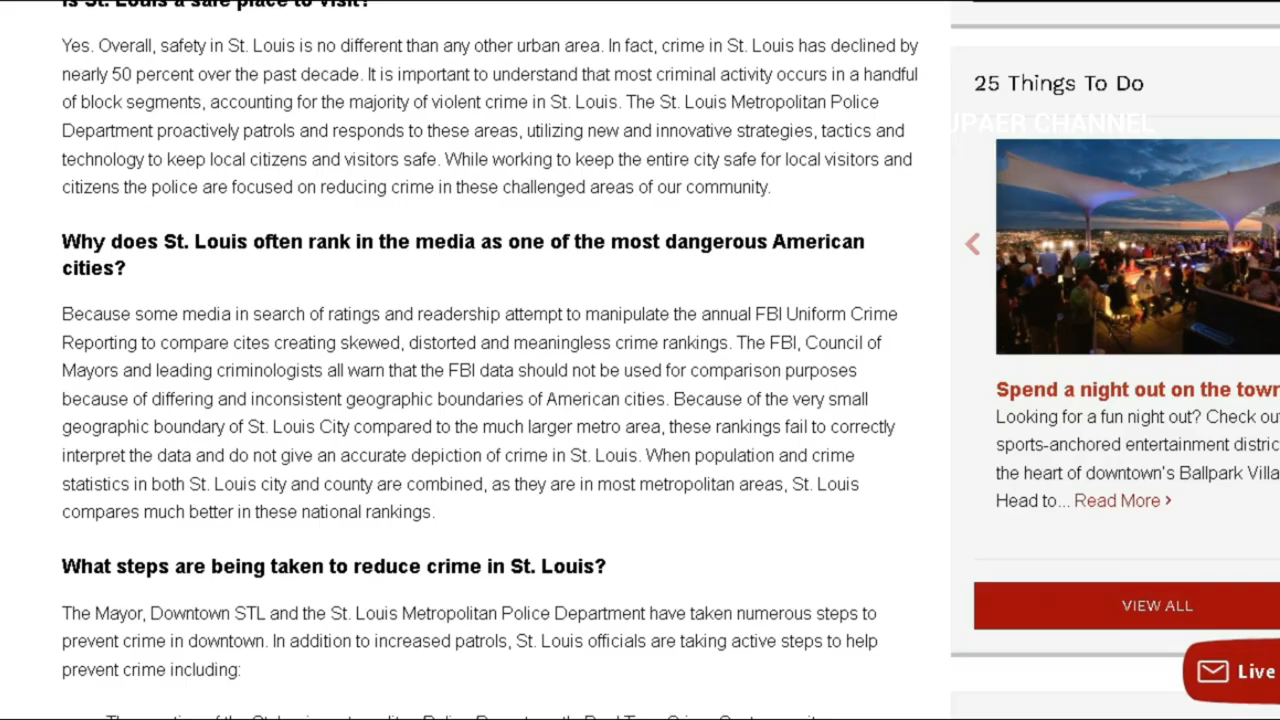 Is St. Louis a safe place to visit?
Yes. Overall, safety in St. Louis is no different than any other urban area. In fact, crime in St. Louis has declined by
nearly 50 percent over the past decade. It is important to understand that most criminal activity occurs in a handful
of block segments, accounting for the majority of violent crime in St. Louis. The St. Louis Metropolitan Police
Department proactively patrols and responds to these areas, utilizing new and innovative strategies, tactics and
technology to keep local citizens and visitors safe. While working to keep the entire city safe for local visitors and
citizens the police are focused on reducing crime in these challenged areas of our community.
Why does St. Louis often rank in the media as one of the most dangerous American
cities?
Because some media in search of ratings and readership attempt to manipulate the annual FBI Uniform Crime
Reporting to compare cites creating skewed, distorted and meaningless crime rankings. The FBI, Council of
Mayors and leading criminologists all warn that the FBI data should not be used for comparison purposes
because of differing and inconsistent geographic boundaries of American cities. Because of the very small
geographic boundary of St. Louis City compared to the much larger metro area, these rankings fail to correctly
interpret the data and do not give an accurate depiction of crime in St. Louis. When population and crime
statistics in both St. Louis city and county are combined, as they are in most metropolitan areas, St. Louis
compares much better in these national rankings.
What steps are being taken to reduce crime in St. Louis?
The Mayor, Downtown STL and the St. Louis Metropolitan Police Department have taken numerous steps to
prevent crime in downtown. In addition to increased patrols, St. Louis officials are taking active steps to help
prevent crime including:
25 Things To Do
UPAER CHANNEL
Spend a night out on the town
Looking for a fun night out? Check ou
sports-anchored entertainment distric
the heart of downtown's Ballpark Villa
Head to... Read More
VIEW ALL
Live